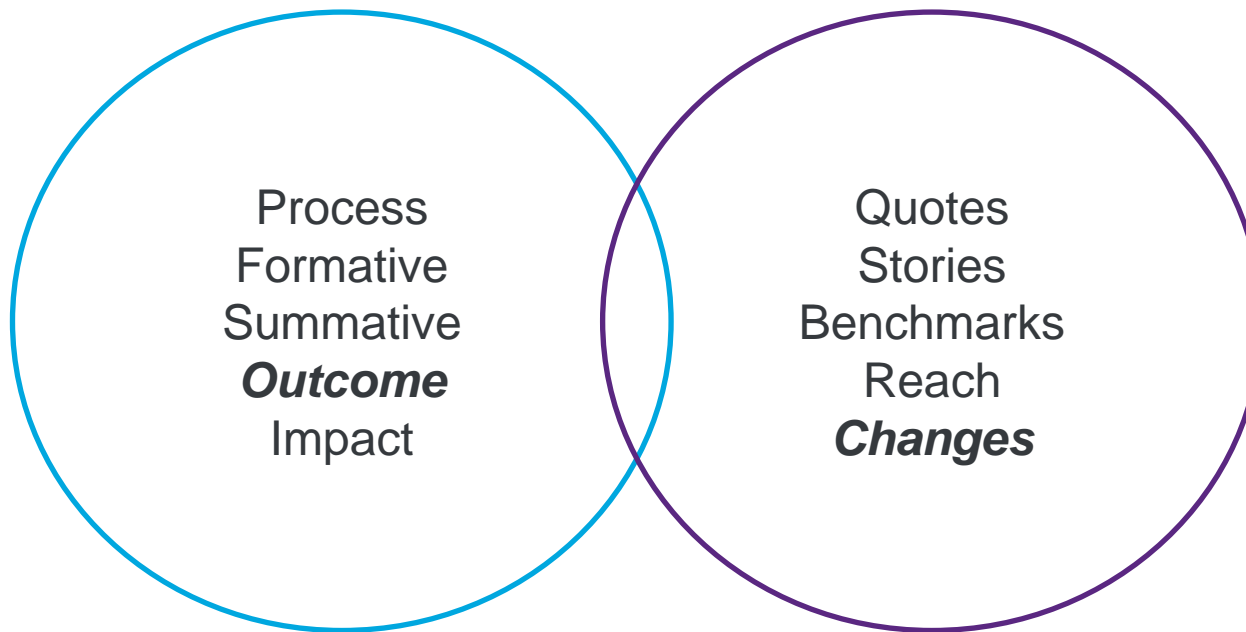 Process
Formative
Summative
Outcome
Impact
Quotes
Stories
Benchmarks
Reach
Changes